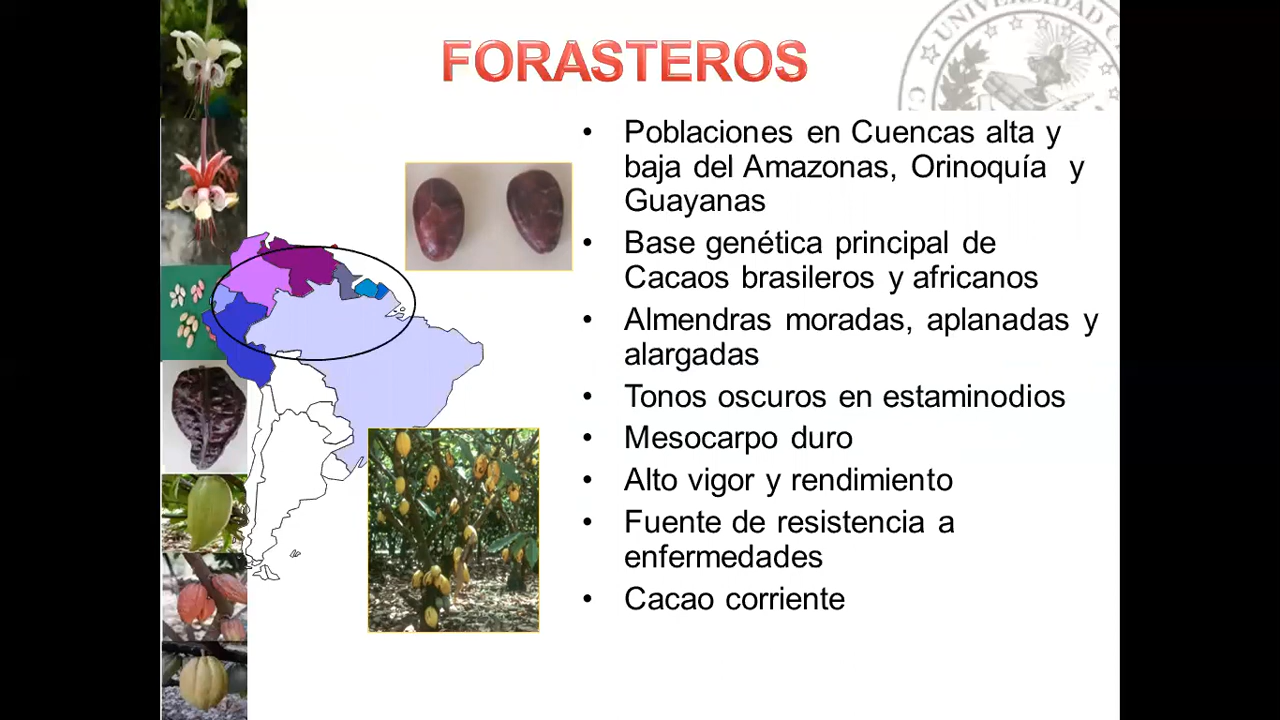 FORASTEROS
UNIVERSIDAD
• Poblaciones en Cuencas alta y
baja del Amazonas, Orinoquía y
Guayanas
• Base genética principal de
Cacaos brasileros y africanos
• Almendras moradas, aplanadas y
alargadas
• Tonos oscuros en estaminodios
• Mesocarpo duro
• Alto vigor y rendimiento
• Fuente de resistencia a
enfermedades
• Cacao corriente